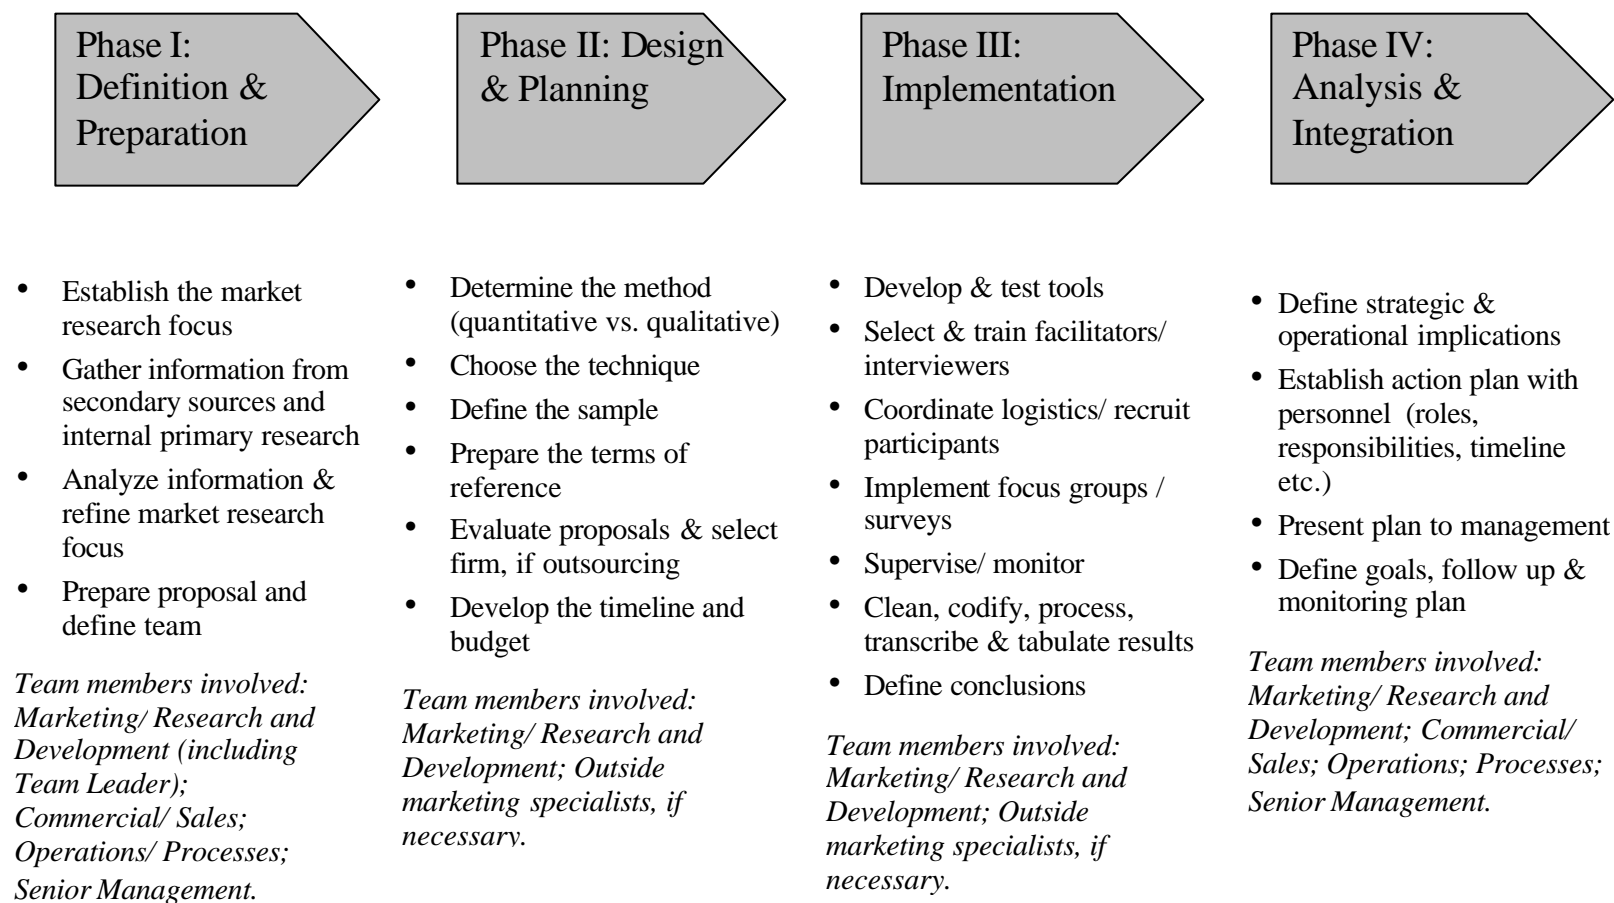 Phase I:
Definition &
Preparation
Phase II: Design
& Planning
Phase III:
Implementation
Phase IV:
Analysis &
Integration
• Establish the market
research focus
• Gather information from
secondary sources and
internal primary research
• Analyze information &
refine market research
focus
• Prepare proposal and
define team
Team members involved:
Marketing/ Research and
Development (including
Team Leader);
Commercial/ Sales;
Operations/ Processes;
Senior Management.
• Determine the method
(quantitative vs. qualitative)
• Choose the technique
• Define the sample
• Prepare the terms of
reference
• Evaluate proposals & select
firm, if outsourcing
• Develop the timeline and
budget
Team members involved:
Marketing/ Research and
Development; Outside
marketing specialists, if
necessary.
• Develop & test tools
• Select & train facilitators/
interviewers
• Coordinate logistics/ recruit
participants
• Implement focus groups /
surveys
• Supervise/ monitor
• Clean, codify, process,
transcribe & tabulate results
• Define conclusions
Team members involved:
Marketing/ Research and
Development; Outside
marketing specialists, if
necessary.
• Define strategic &
operational implications
• Establish action plan with
personnel (roles,
responsibilities, timeline
etc.)
• Present plan to management
• Define goals, follow up &
monitoring plan
Team members involved:
Marketing/ Research and
Development; Commercial/
Sales; Operations; Processes;
Senior Management.